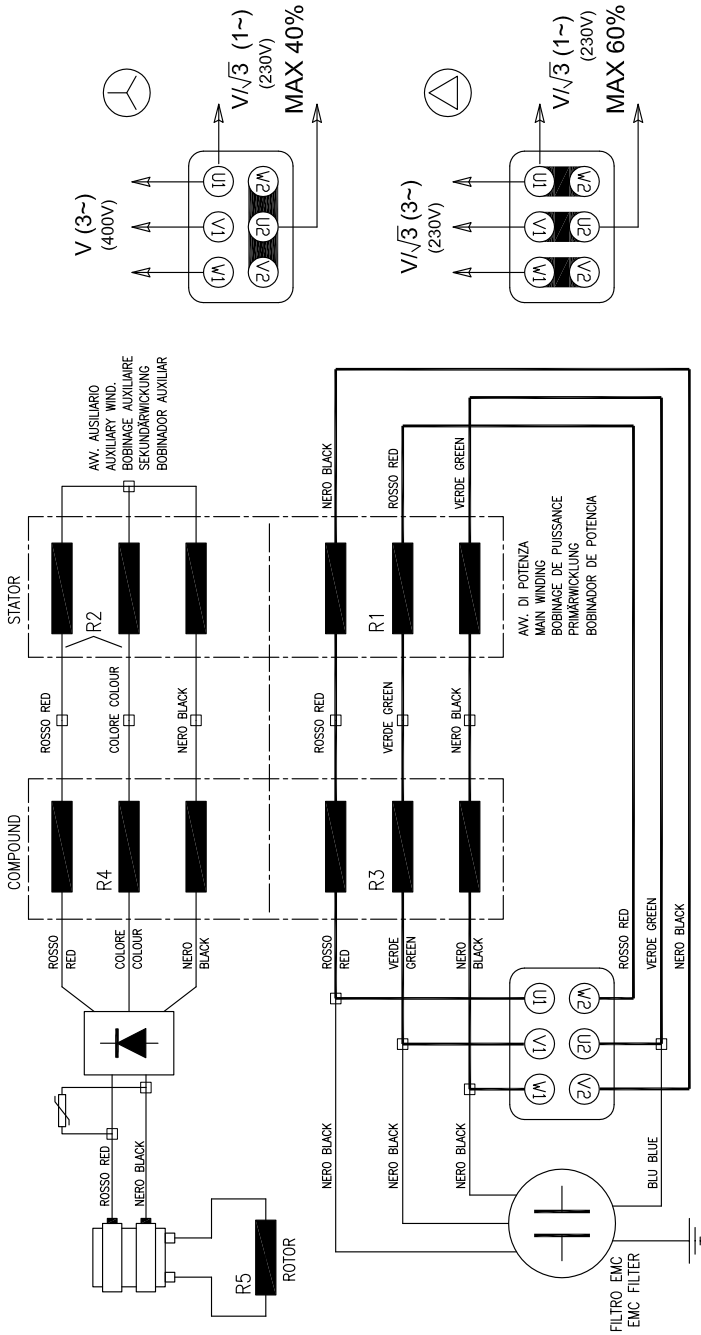 FILTRO EMC
EMC FILTER
R5
ROTOR
ROSSO RED
NERO BLACK
COMPOUND
ROSSO
RED
COLORE
COLOUR
NERO
BLACK
R4
ROSSO RED
COLORE COLOUR
NERO BLACK
STATOR
R2
AVV. AUSILIARIO
AUXILIARY WIND.
BOBINAGE AUXILIAIRE
SEKUNDÄRWICKUNG
BOBINADOR AUXILIAR
NERO BLACK
NERO BLACK
NERO BLACK
BLU BLUE
ROSSO
RED
VERDE
GREEN
NERO
BLACK
R3
ROSSO RED
VERDE GREEN
NERO BLACK
R1
NERO BLACK
ROSSO RED
VERDE GREEN
AVV. DI POTENZA
MAIN WINDING
BOBINAGE DE PUISSANCE
PRIMÄRWICKLUNG
BOBINADOR DE POTENCIA
W1 V1 U1
V2 U2 W2
ROSSO RED
VERDE GREEN
NERO BLACK
V (3~)
(400V)
W1 V1 U1
V2 U2 W2
V/√3 (1~)
(230V)
MAX 40%
V/√3 (3~)
(230V)
W1 V1 U1
V2 U2 W2
V/√3 (1~)
(230V)
MAX 60%